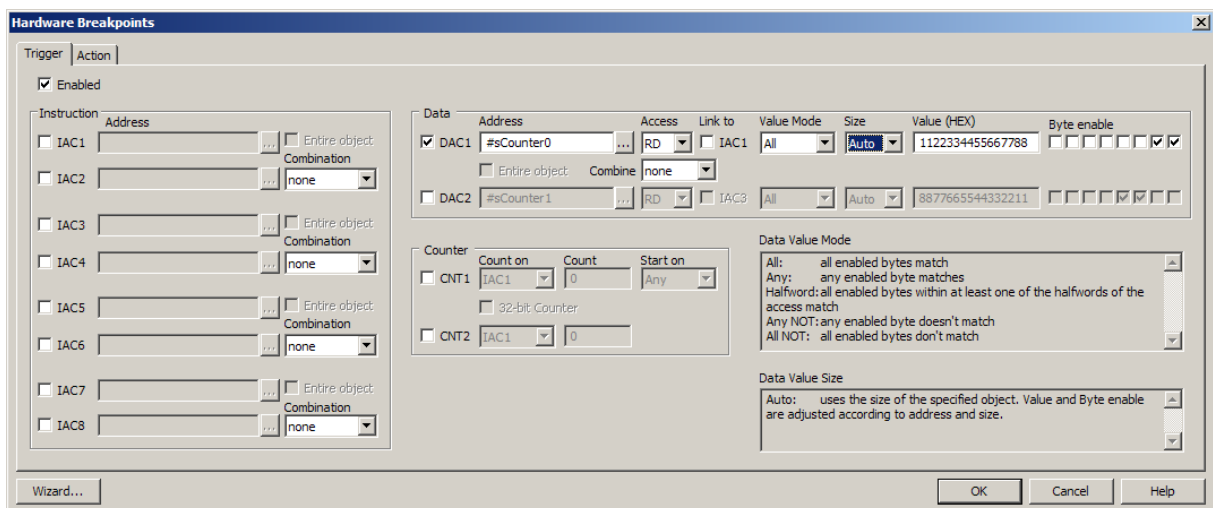 Hardware Breakpoints
Trigger Action
Enabled
Instruction
Address
IAC1 ... Entire object
Combination
IAC2 ... none
IAC3 ... Entire object
Combination
IAC4 ... none
IAC5 ... Entire object
Combination
IAC6 ... none
IAC7 ... Entire object
Combination
IAC8 ... none
Data
Address Access Link to Value Mode Size Value (HEX) Byte enable
DAC1 #sCounter0 ... RD IAC1 All Auto 1122334455667788
Entire object Combine none
DAC2 #sCounter1 ... RD IAC3 All Auto 8877665544332211
Counter
Count on Count Start on
CNT1 IAC1 0 Any
32-bit Counter
CNT2 IAC1 0
Data Value Mode
All: all enabled bytes match
Any: any enabled byte matches
Halfword: all enabled bytes within at least one of the halfwords of the
access match
Any NOT: any enabled byte doesn't match
All NOT: all enabled bytes don't match
Data Value Size
Auto: uses the size of the specified object. Value and Byte enable
are adjusted according to address and size.
Wizard... OK Cancel Help